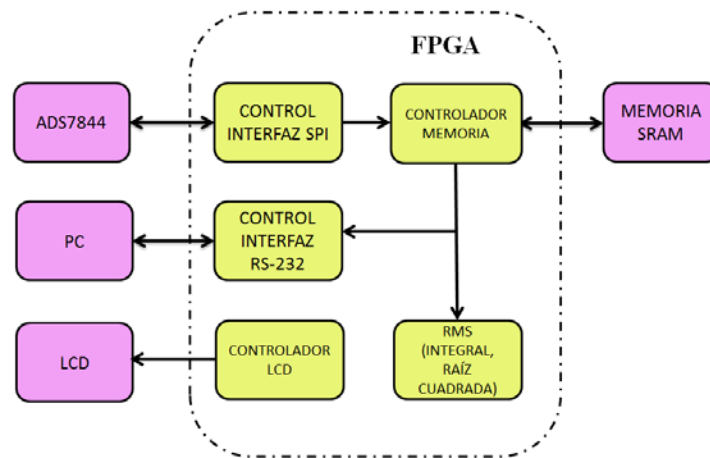 FPGA
ADS7844
CONTROL
INTERFAZ SPI
CONTROLADOR
MEMORIA
MEMORIA
SRAM
PC
CONTROL
INTERFAZ
RS-232
LCD
CONTROLADOR
LCD
RMS
(INTEGRAL,
RAÍZ
CUADRADA)